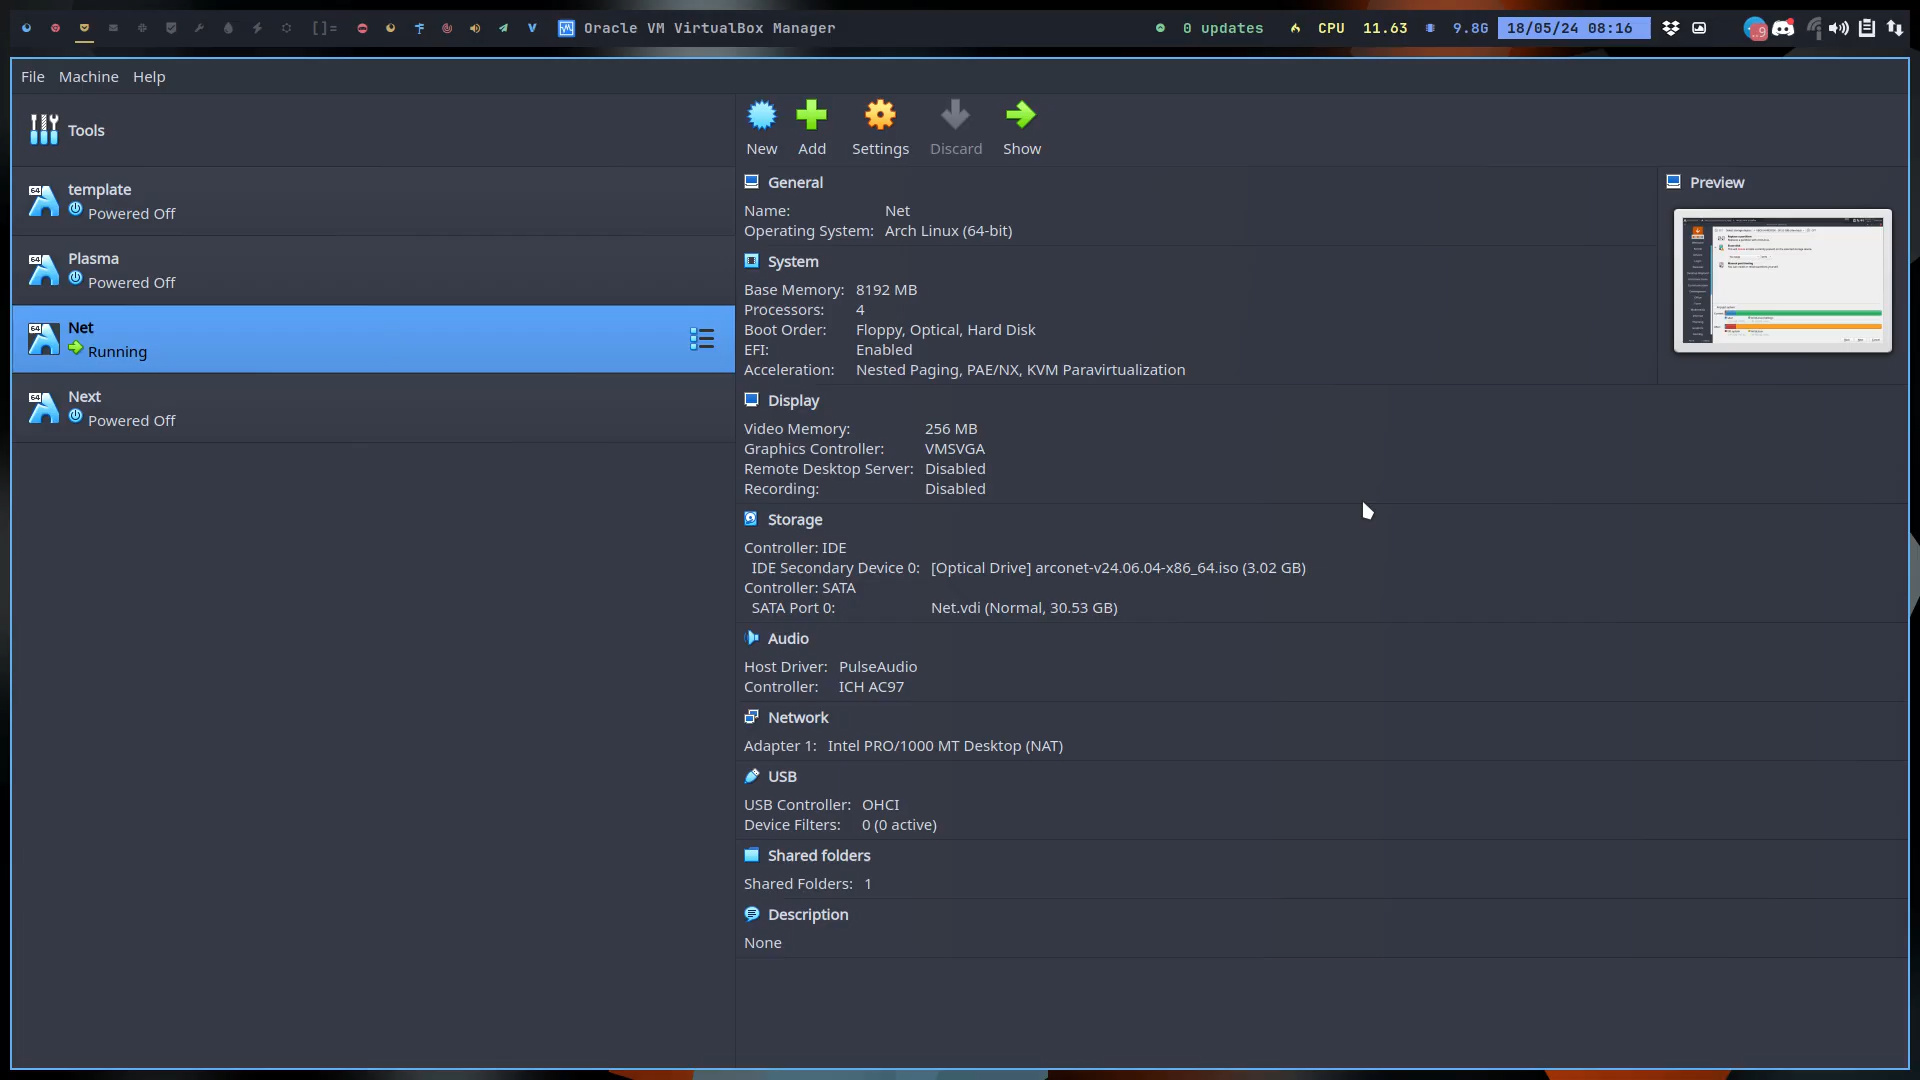 []= Oracle VM VirtualBox Manager 0 updates CPU 11.63 9.8G 18/05/24 08:16
File Machine Help
Tools
64
template
Powered Off
64
Plasma
Powered Off
64
Net
Running
64
Next
Powered Off
New Add Settings Discard Show
General
Name: Net
Operating System: Arch Linux (64-bit)
Preview
System
Base Memory: 8192 MB
Processors: 4
Boot Order: Floppy, Optical, Hard Disk
EFI: Enabled
Acceleration: Nested Paging, PAE/NX, KVM Paravirtualization
Display
Video Memory: 256 MB
Graphics Controller: VMSVGA
Remote Desktop Server: Disabled
Recording: Disabled
Storage
Controller: IDE
IDE Secondary Device 0: [Optical Drive] arconet-v24.06.04-x86_64.iso (3.02 GB)
Controller: SATA
SATA Port 0: Net.vdi (Normal, 30.53 GB)
Audio
Host Driver: PulseAudio
Controller: ICH AC97
Network
Adapter 1: Intel PRO/1000 MT Desktop (NAT)
USB
USB Controller: OHCI
Device Filters: 0 (0 active)
Shared folders
Shared Folders: 1
Description
None